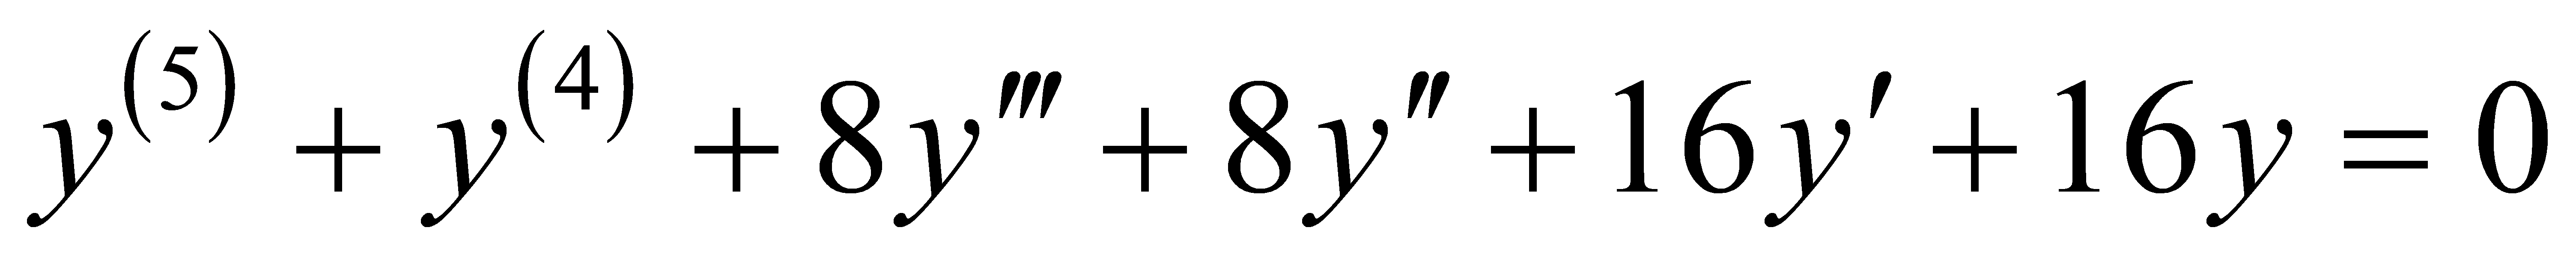 y^{(5)} + y^{(4)} + 8y''' + 8y'' + 16y' + 16y = 0